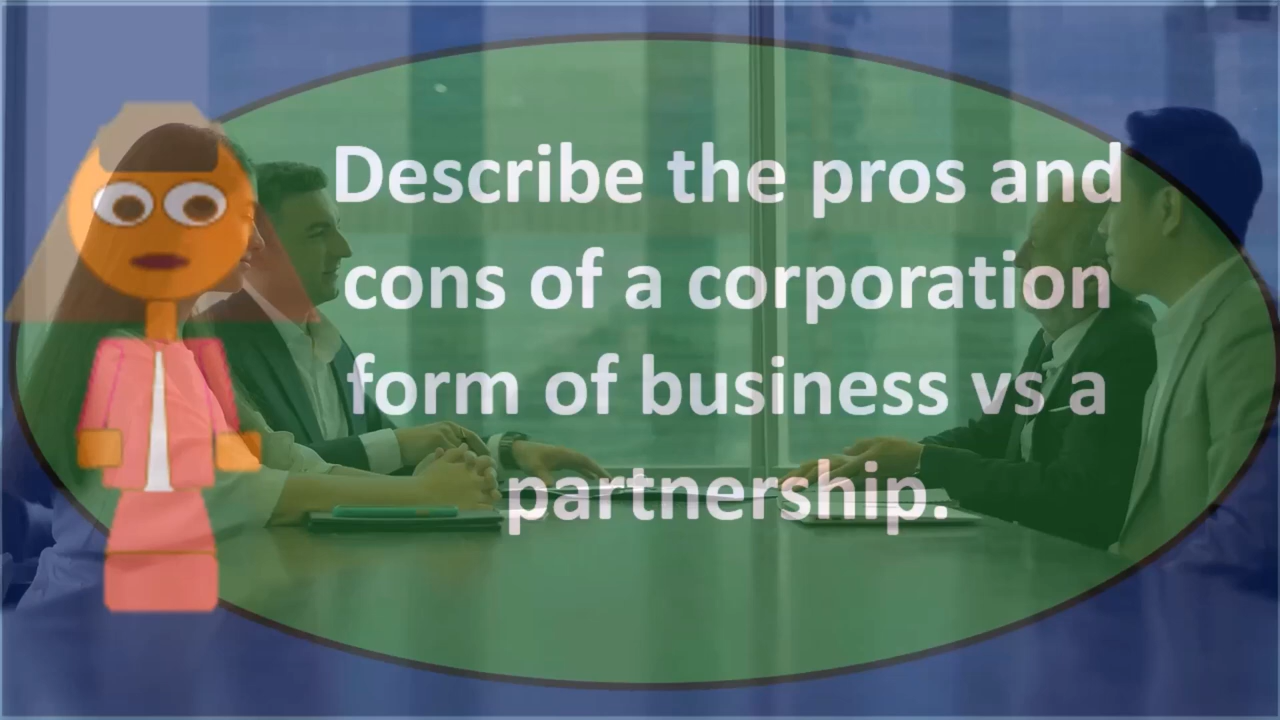 Describe the pros and
cons of a corporation
form of business vs a
partnership.